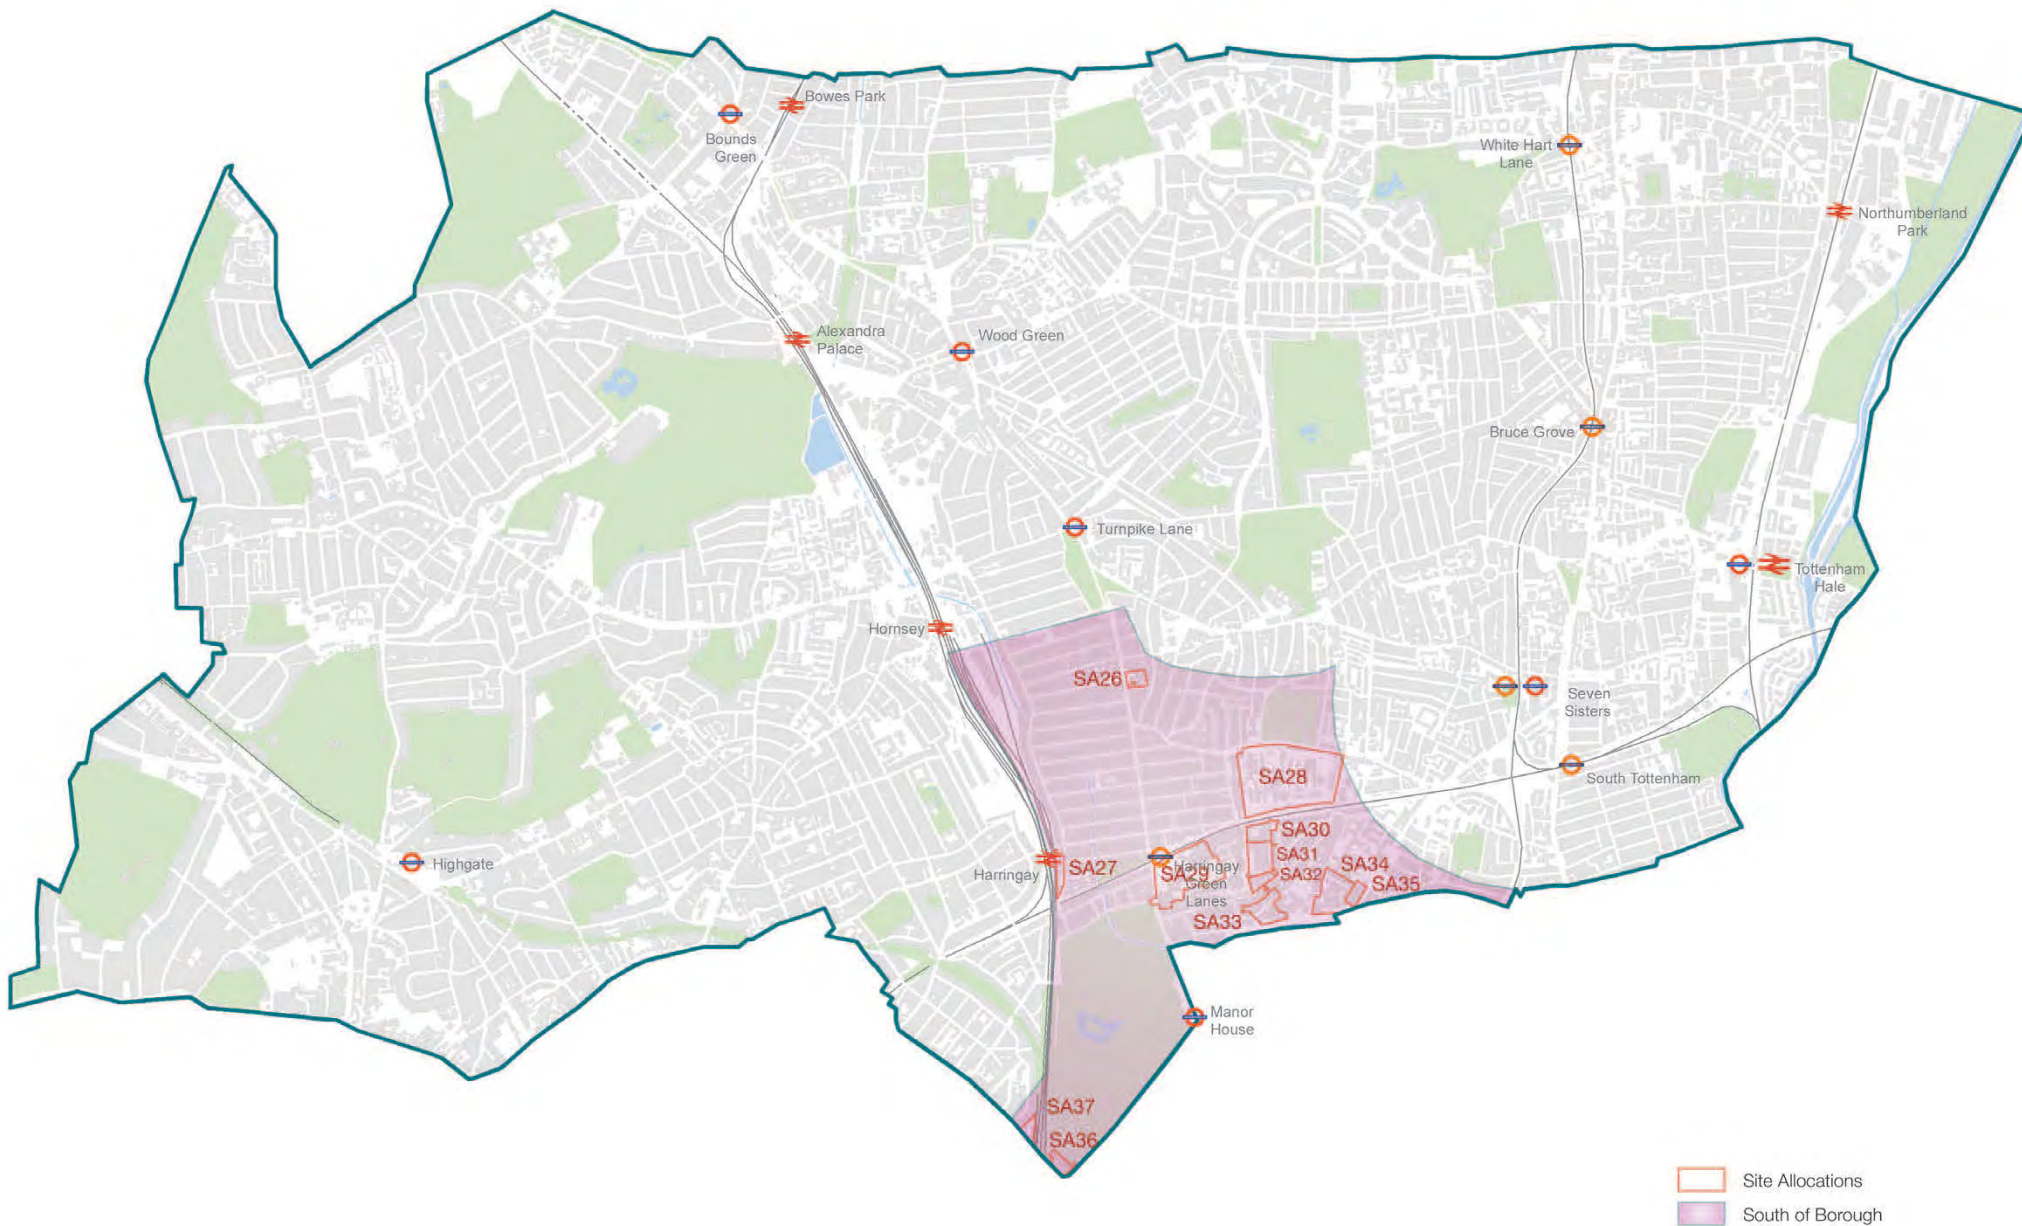 Bowes Park
Bounds
Green
White Hart
Lane
Northumberland
Park
Alexandra
Palace
Wood Green
Bruce Grove
Turnpike Lane
Tottenham
Hale
Hornsey
SA26
Seven
Sisters
SA28
South Tottenham
SA30
SA31
SA34
Highgate
Harringay
SA27
Harringay
SA29
Green
Lanes
SA32
SA35
SA33
Manor
House
SA37
SA36
Site Allocations
South of Borough